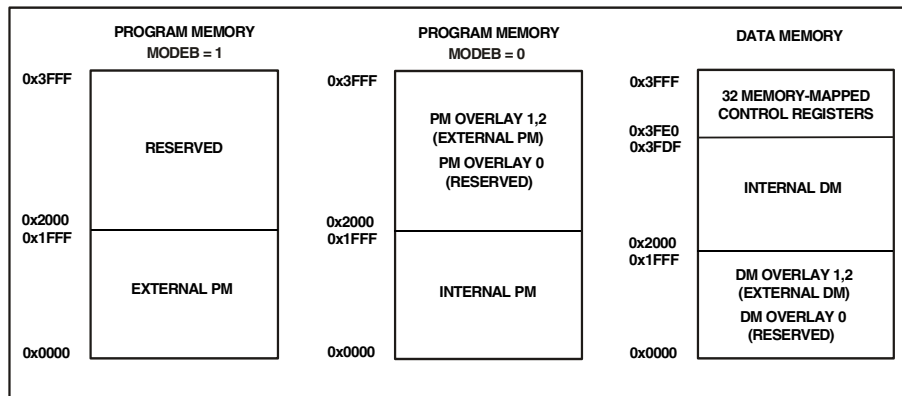 PROGRAM MEMORY
MODEB = 1
0x3FFF
RESERVED
0x2000
0x1FFF
EXTERNAL PM
0x0000
PROGRAM MEMORY
MODEB = 0
0x3FFF
PM OVERLAY 1,2
(EXTERNAL PM)
PM OVERLAY 0
(RESERVED)
0x2000
0x1FFF
INTERNAL PM
0x0000
DATA MEMORY
0x3FFF
32 MEMORY-MAPPED
CONTROL REGISTERS
0x3FE0
0x3FDF
INTERNAL DM
0x2000
0x1FFF
DM OVERLAY 1,2
(EXTERNAL DM)
DM OVERLAY 0
(RESERVED)
0x0000